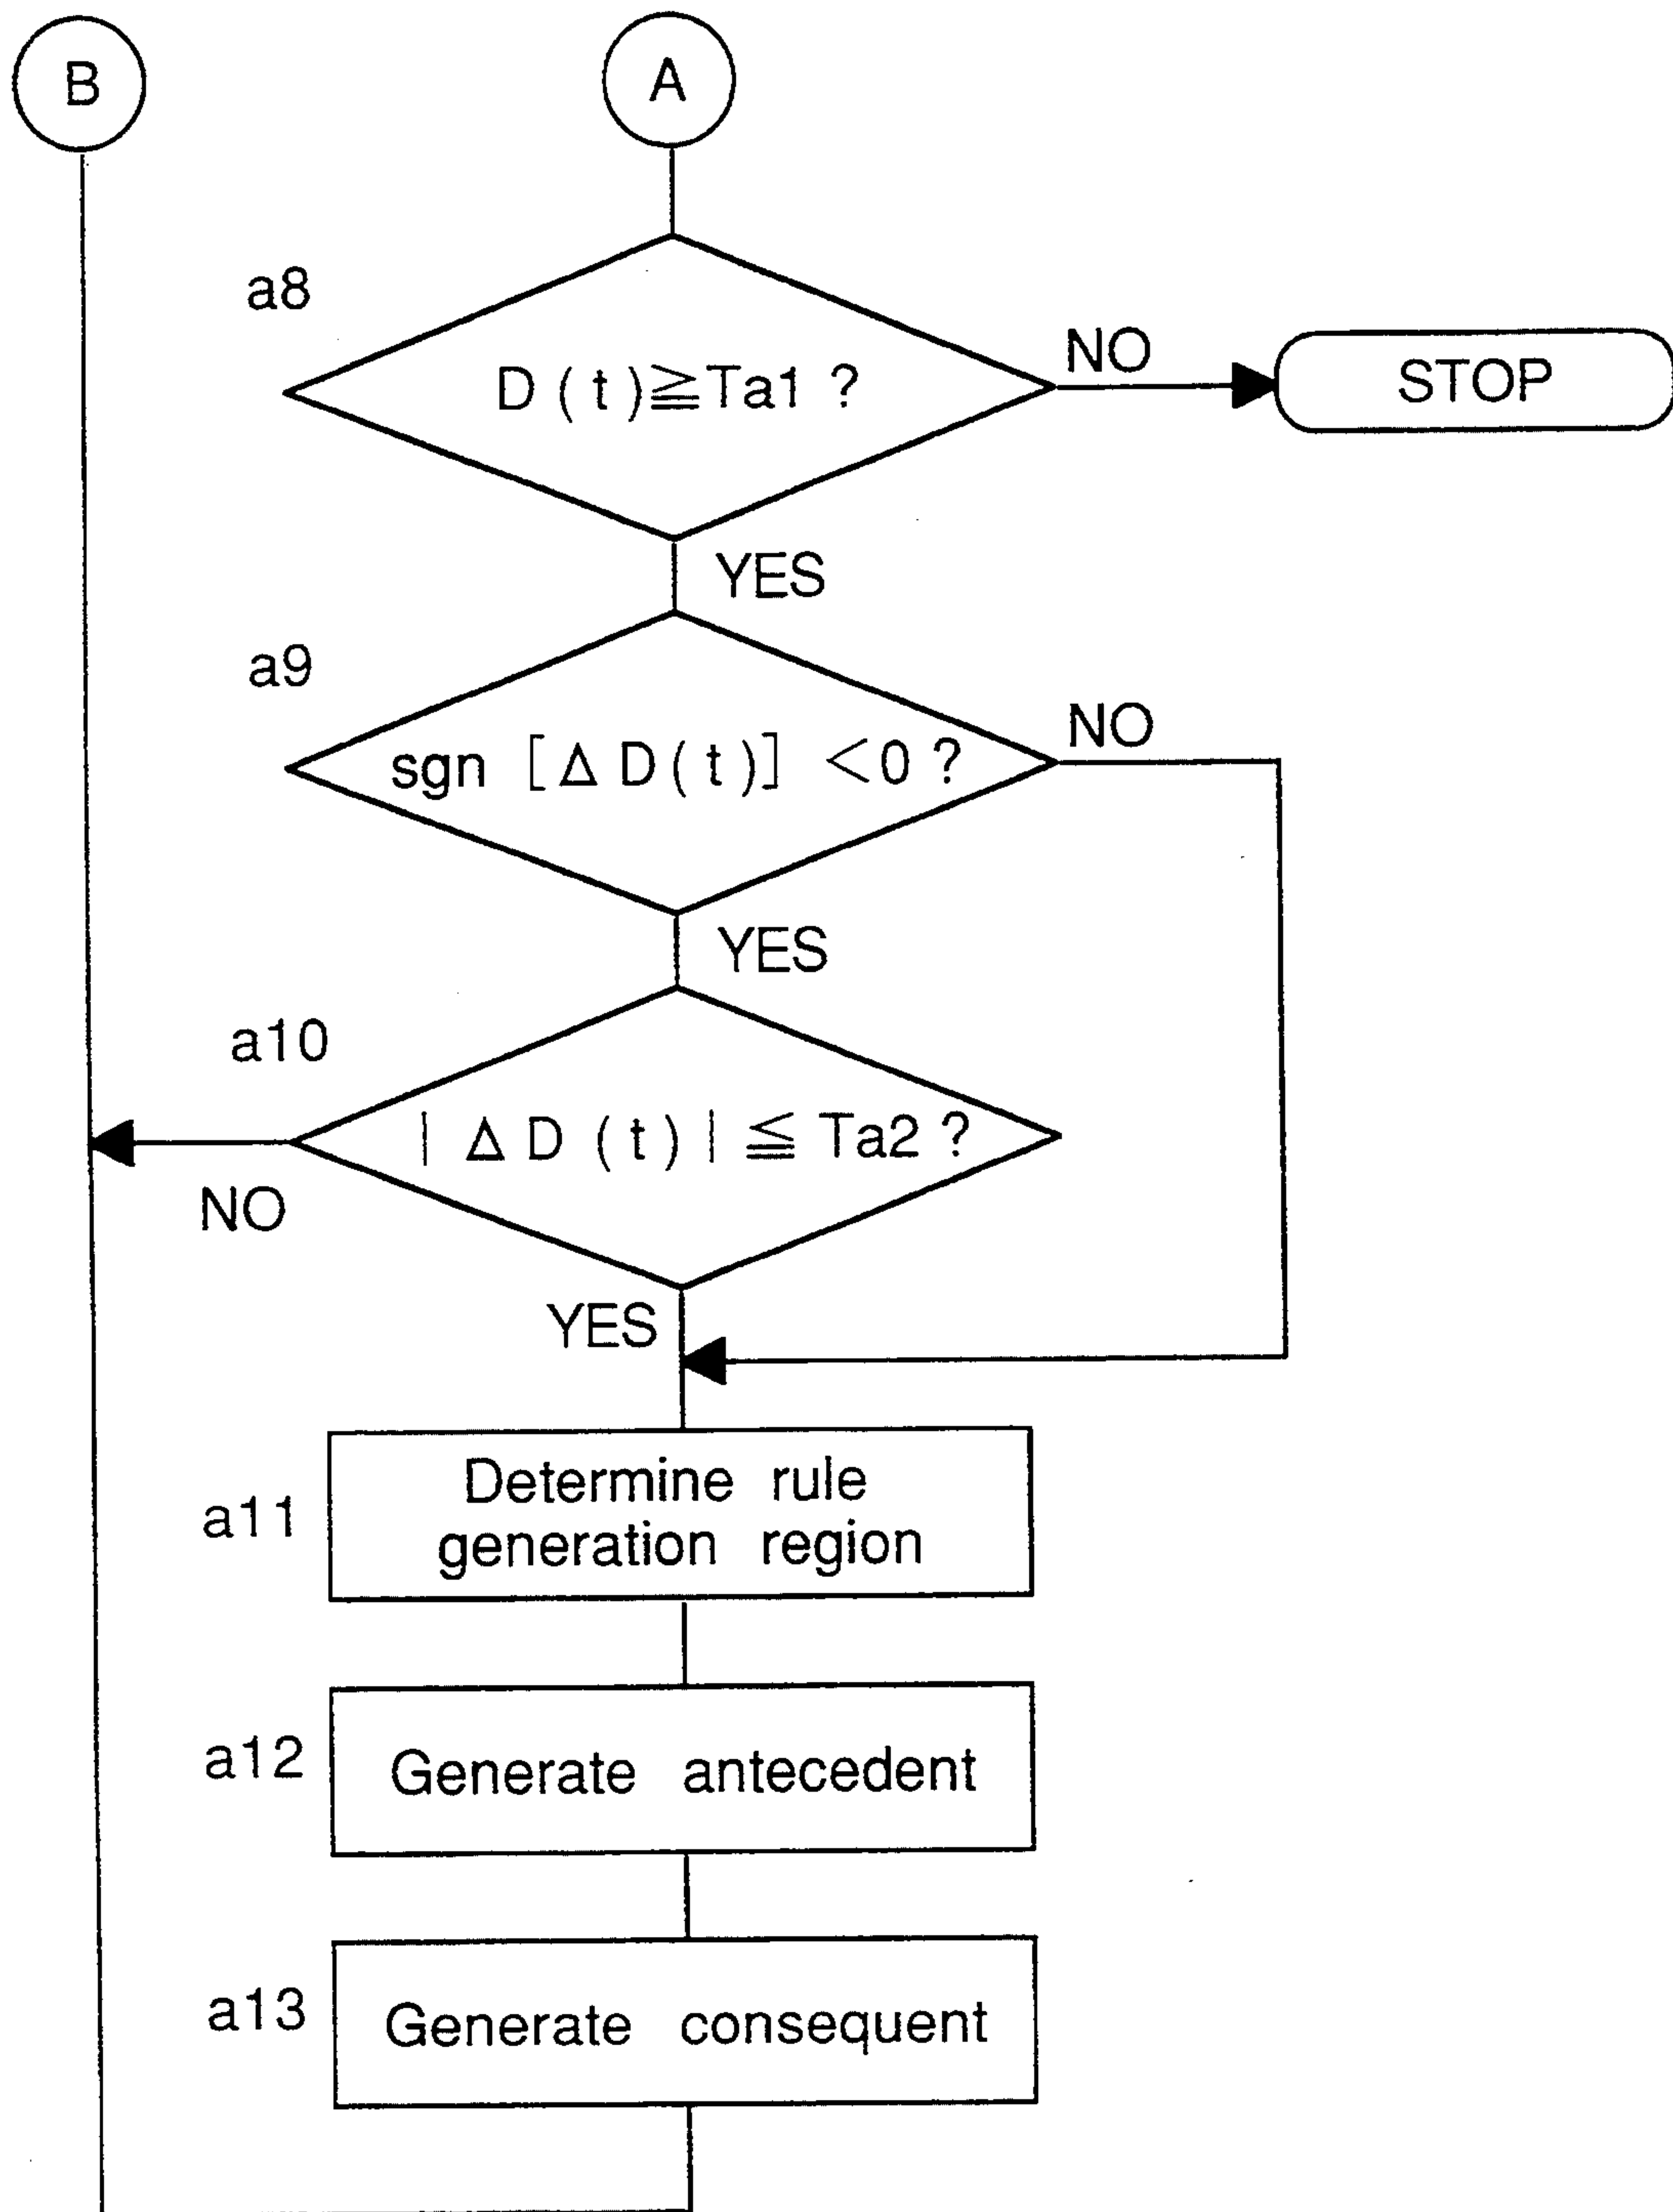 B
A
a8
D (t)≧Ta1 ?
NO
STOP
YES
a9
sgn [Δ D(t)] <0 ?
NO
YES
a10
| Δ D (t) | ≦ Ta2 ?
NO
YES
a11
Determine rule
generation region
a12
Generate antecedent
a13
Generate consequent